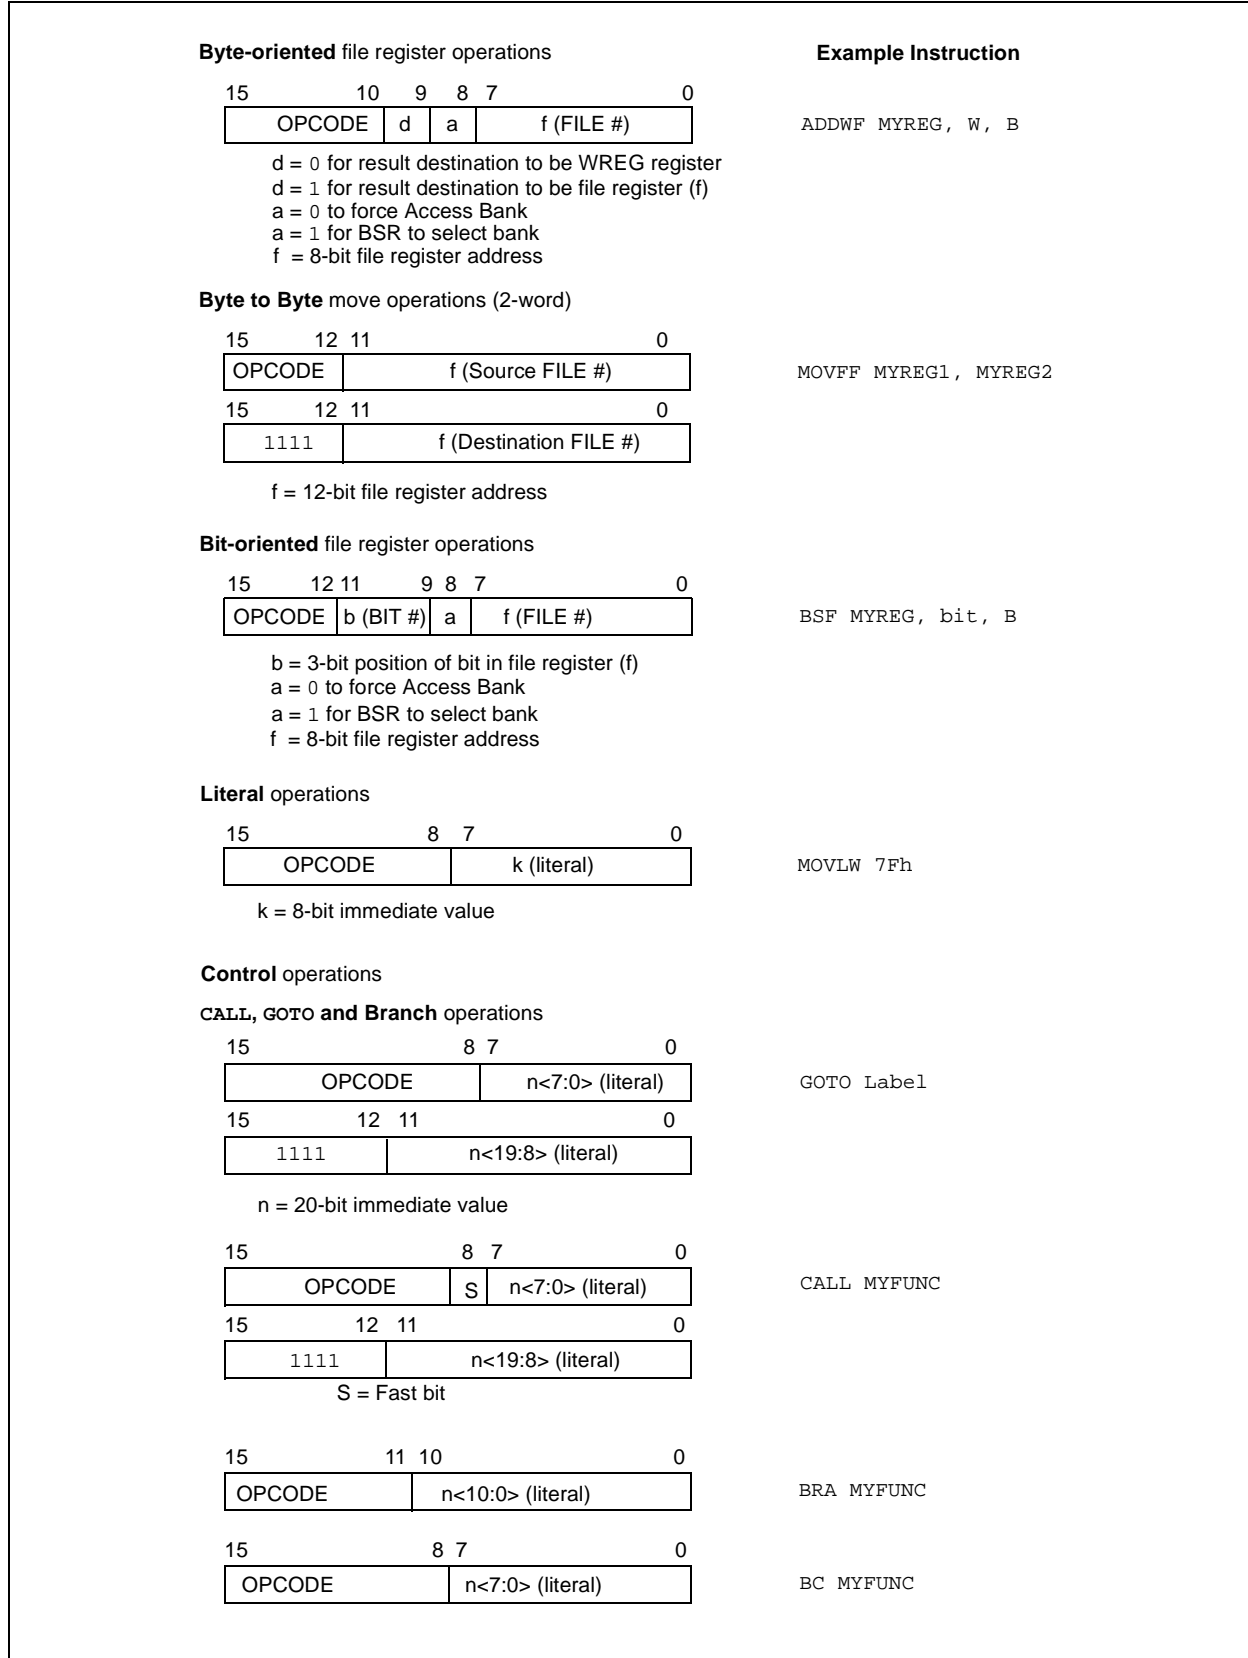 Byte-oriented file register operations Example Instruction
15 10 9 8 7 0
OPCODE d a f (FILE #) ADDWF MYREG, W, B
d = 0 for result destination to be WREG register
d = 1 for result destination to be file register (f)
a = 0 to force Access Bank
a = 1 for BSR to select bank
f = 8-bit file register address
Byte to Byte move operations (2-word)
15 12 11 0
OPCODE f (Source FILE #) MOVFF MYREG1, MYREG2
15 12 11 0
1111 f (Destination FILE #)
f = 12-bit file register address
Bit-oriented file register operations
15 12 11 9 8 7 0
OPCODE b (BIT #) a f (FILE #) BSF MYREG, bit, B
b = 3-bit position of bit in file register (f)
a = 0 to force Access Bank
a = 1 for BSR to select bank
f = 8-bit file register address
Literal operations
15 8 7 0
OPCODE k (literal) MOVLW 7Fh
k = 8-bit immediate value
Control operations
CALL, GOTO and Branch operations
15 8 7 0
OPCODE n<7:0> (literal) GOTO Label
15 12 11 0
1111 n<19:8> (literal)
n = 20-bit immediate value
15 8 7 0
OPCODE S n<7:0> (literal) CALL MYFUNC
15 12 11 0
1111 n<19:8> (literal)
S = Fast bit
15 11 10 0
OPCODE n<10:0> (literal) BRA MYFUNC
15 8 7 0
OPCODE n<7:0> (literal) BC MYFUNC